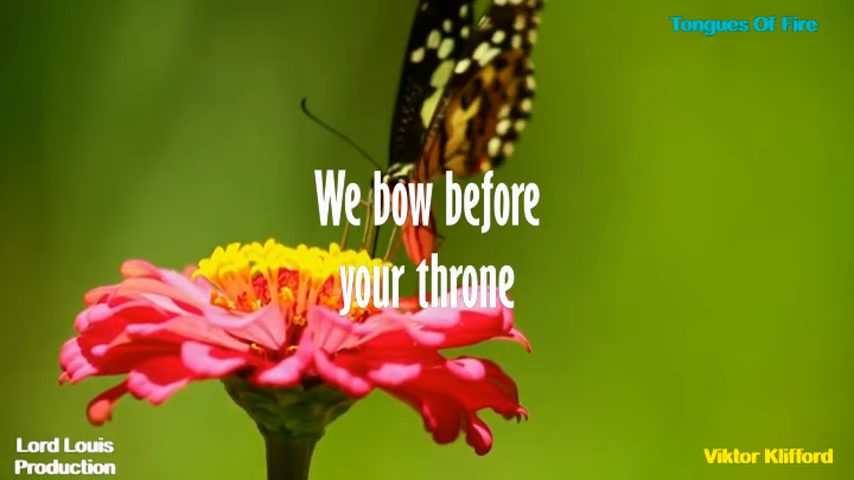 Tongues Of Fire
We bow before
your throne
Lord Louis
Production
Viktor Klifford